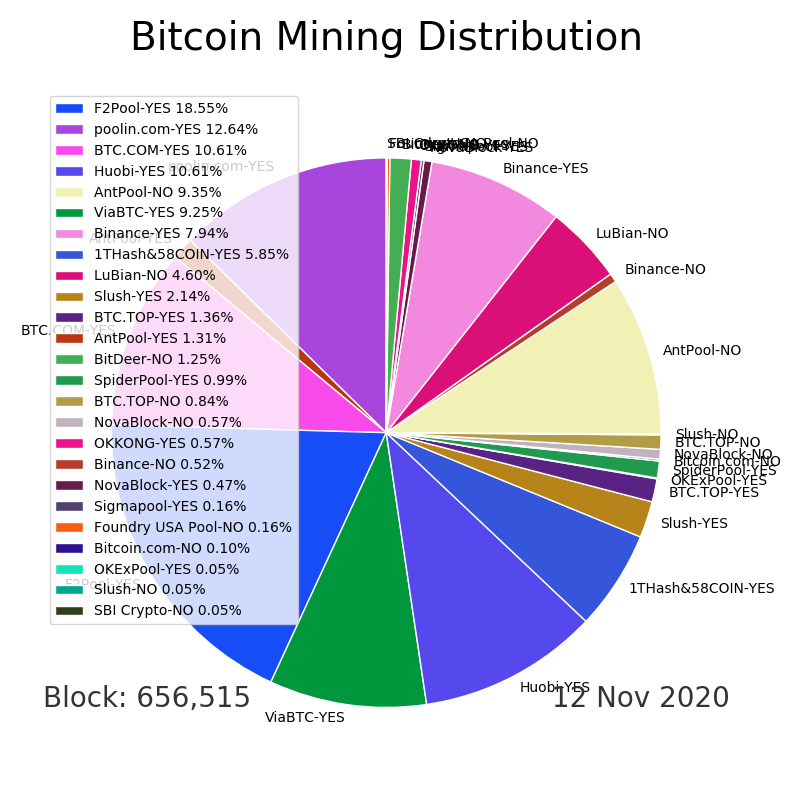 Bitcoin Mining Distribution
F2Pool-YES 18.55%
poolin.com-YES 12.64%
BTC.COM-YES 10.61%
Huobi-YES 10.61%
AntPool-NO 9.35%
ViaBTC-YES 9.25%
Binance-YES 7.94%
1THash&58COIN-YES 5.85%
LuBian-NO 4.60%
Slush-YES 2.14%
BTC.TOP-YES 1.36%
AntPool-YES 1.31%
BitDeer-NO 1.25%
SpiderPool-YES 0.99%
BTC.TOP-NO 0.84%
NovaBlock-NO 0.57%
OKKONG-YES 0.57%
Binance-NO 0.52%
NovaBlock-YES 0.47%
Sigmapool-YES 0.16%
Foundry USA Pool-NO 0.16%
Bitcoin.com-NO 0.10%
OKExPool-YES 0.05%
Slush-NO 0.05%
SBI Crypto-NO 0.05%
poolin.com-YES
AntPool-YES
BTC.COM-YES
F2Pool-YES
ViaBTC-YES
Huobi-YES
1THash&58COIN-YES
Slush-YES
BTC.TOP-YES
OKExPool-YES
SpiderPool-YES
Bitcoin.com-NO
NovaBlock-NO
BTC.TOP-NO
Slush-NO
AntPool-NO
Binance-NO
LuBian-NO
Binance-YES
NovaBlock-YES
Block: 656,515
12 Nov 2020